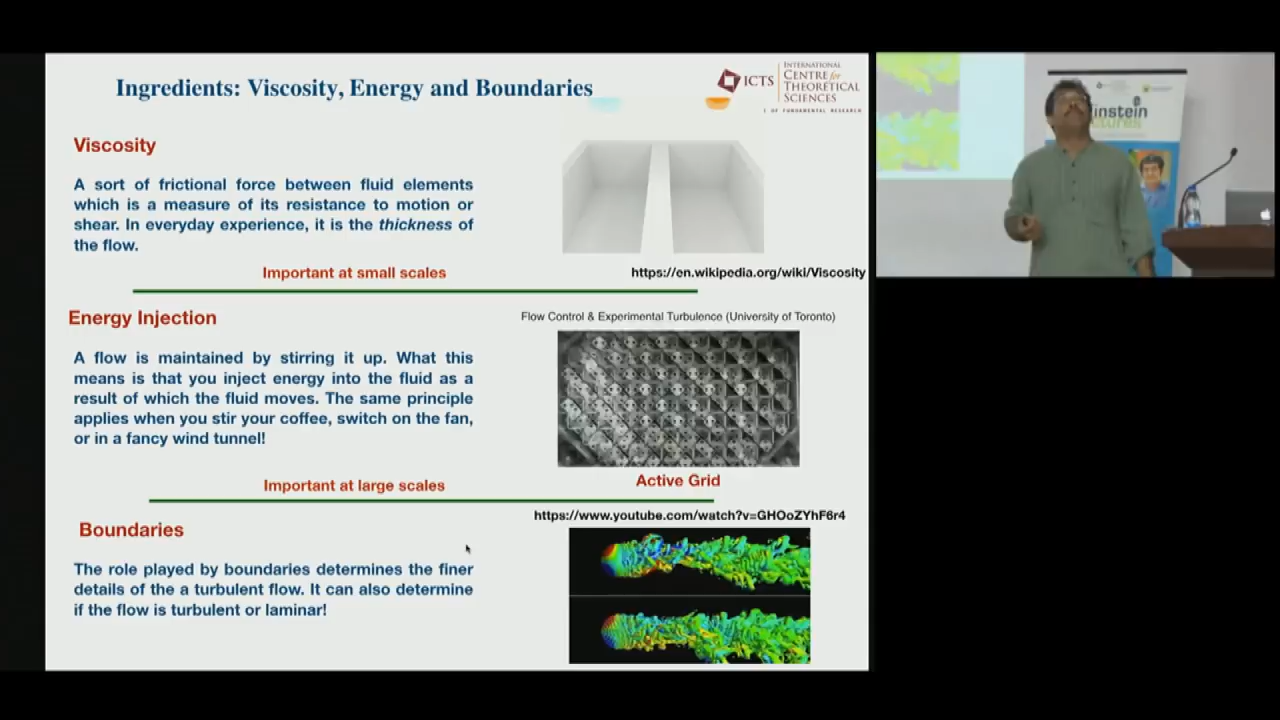 Ingredients: Viscosity, Energy and Boundaries
ICTS
INTERNATIONAL
CENTRE for
THEORETICAL
SCIENCES
OF FUNDAMENTAL RESEARCH
Viscosity
A sort of frictional force between fluid elements
which is a measure of its resistance to motion or
shear. In everyday experience, it is the thickness of
the flow.
Important at small scales
https://en.wikipedia.org/wiki/Viscosity
Energy Injection
Flow Control & Experimental Turbulence (University of Toronto)
A flow is maintained by stirring it up. What this
means is that you inject energy into the fluid as a
result of which the fluid moves. The same principle
applies when you stir your coffee, switch on the fan,
or in a fancy wind tunnel!
Important at large scales
Active Grid
https://www.youtube.com/watch?v=GHOoZYhF6r4
Boundaries
The role played by boundaries determines the finer
details of the a turbulent flow. It can also determine
if the flow is turbulent or laminar!
instein
ctures